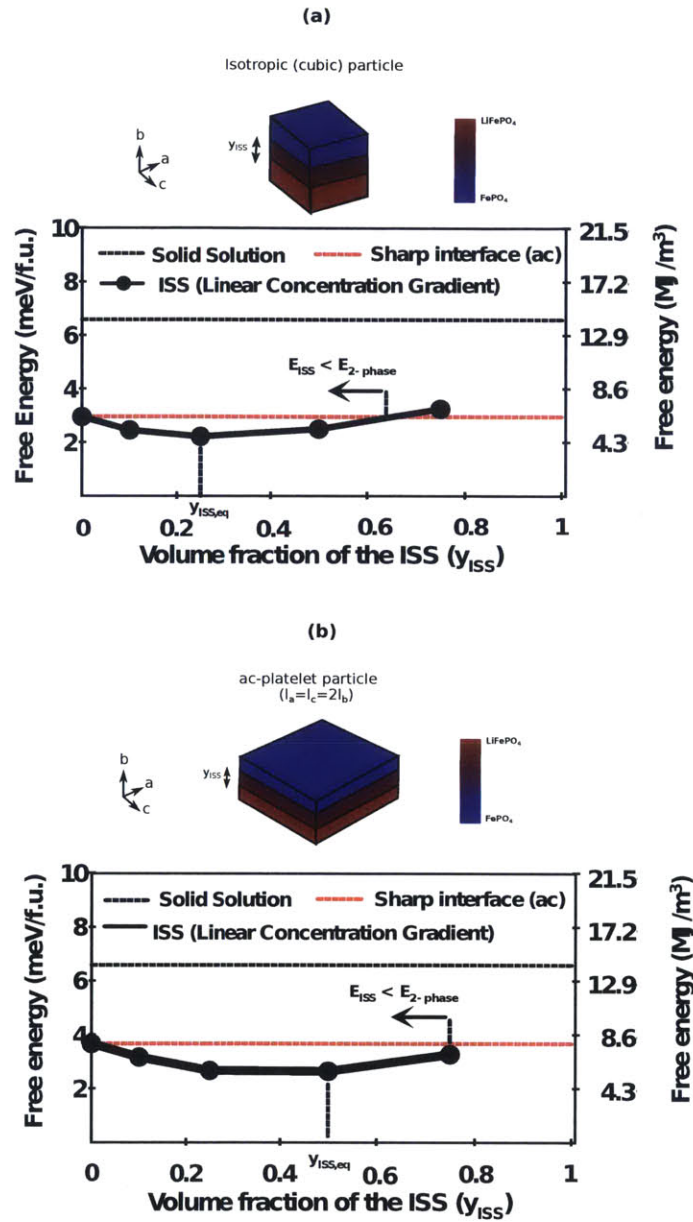 (a)
Isotropic (cubic) particle
b
a
c
y_ISS
LiFePO₄
FePO₄
Free Energy (meV/f.u.)
10
8
6
4
2
Solid Solution
Sharp interface (ac)
ISS (Linear Concentration Gradient)
E_ISS < E_2-phase
21.5
17.2
12.9
8.6
4.3
Free energy (MJ/m³)
y_ISS,eq
0 0.2 0.4 0.6 0.8 1
Volume fraction of the ISS (y_ISS)
(b)
ac-platelet particle
(l_a=l_c=2l_b)
b
a
c
y_ISS
LiFePO₄
FePO₄
Free energy (meV/f.u.)
10
8
6
4
2
Solid Solution
Sharp interface (ac)
ISS (Linear Concentration Gradient)
E_ISS < E_2-phase
21.5
17.2
12.9
8.6
4.3
Free energy (MJ/m³)
y_ISS,eq
0 0.2 0.4 0.6 0.8 1
Volume fraction of the ISS (y_ISS)